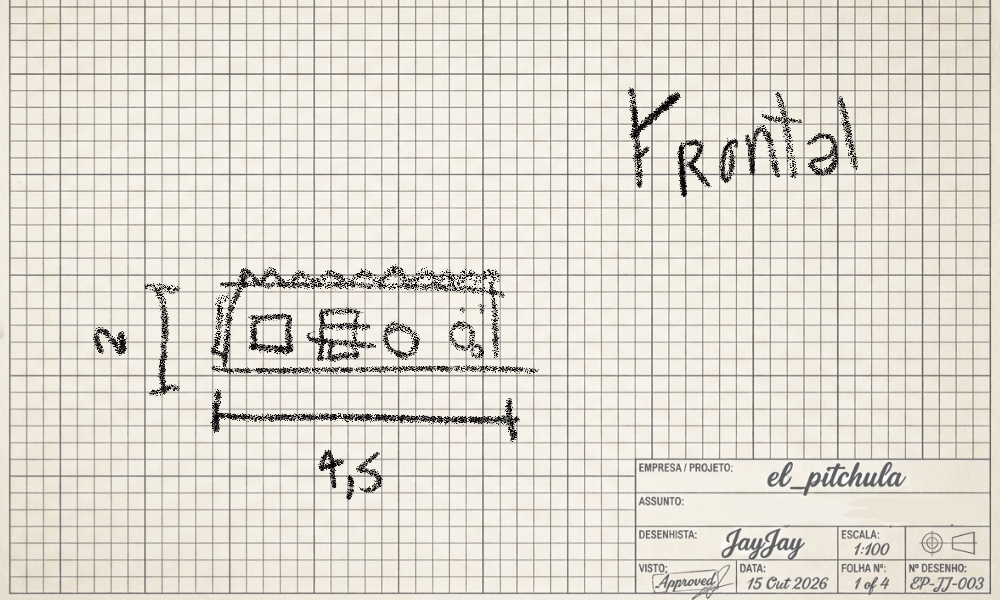 Frontal
2
4,5
EMPRESA / PROJETO:
el_pitchula
ASSUNTO:
DESENHISTA:
JayJay
ESCALA:
1:100
VISTO:
Approved
DATA:
15 Out 2026
FOLHA Nº:
1 of 4
Nº DESENHO:
EP-JJ-003